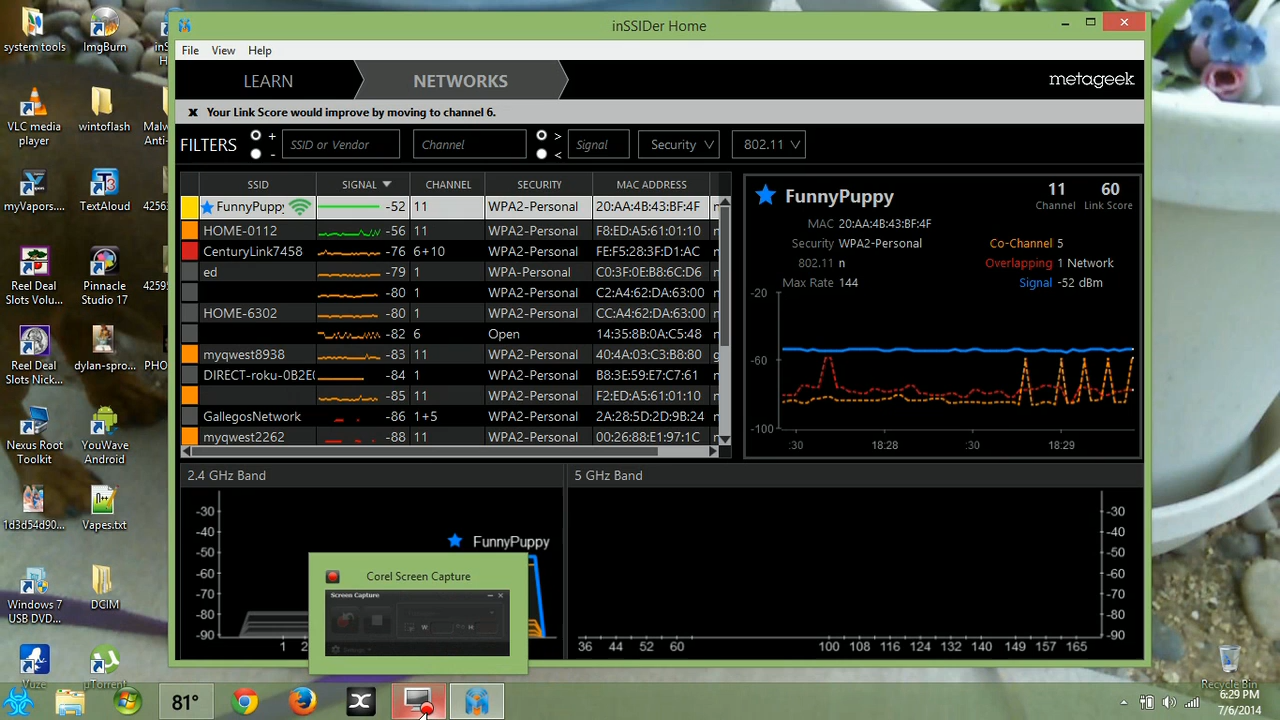 inSSIDer Home
File View Help
LEARN NETWORKS
metageek
x Your Link Score would improve by moving to channel 6.
FILTERS + - SSID or Vendor Channel > < Signal Security 802.11
SSID SIGNAL CHANNEL SECURITY MAC ADDRESS
FunnyPuppy -52 11 WPA2-Personal 20:AA:4B:43:BF:4F n
HOME-0112 -56 11 WPA2-Personal F8:ED:A5:61:01:10 n
CenturyLink7458 -76 6+10 WPA2-Personal FE:F5:28:3F:D1:AC n
ed -79 1 WPA-Personal C0:3F:0E:B8:6C:D6 n
-80 1 WPA2-Personal C2:A4:62:DA:63:00 n
HOME-6302 -80 1 WPA2-Personal CC:A4:62:DA:63:00 n
-82 6 Open 14:35:8B:0A:C5:48 n
myqwest8938 -83 11 WPA2-Personal 40:4A:03:C3:B8:80 g
DIRECT-roku-0B2E -84 1 WPA2-Personal B8:3E:59:E7:C7:61 n
-85 11 WPA2-Personal F2:ED:A5:61:01:10 n
GallegosNetwork -86 1+5 WPA2-Personal 2A:28:5D:2D:9B:24 n
myqwest2262 -88 11 WPA2-Personal 00:26:88:E1:97:1C
FunnyPuppy
11 60
Channel Link Score
MAC 20:AA:4B:43:BF:4F
Security WPA2-Personal Co-Channel 5
802.11 n Overlapping 1 Network
Max Rate 144 Signal -52 dBm
-20
-60
-100
:30 18:28 :30 18:29
2.4 GHz Band
-30
-40
-50
-60
-70
-80
-90
FunnyPuppy
1
5 GHz Band
-30
-40
-50
-60
-70
-80
-90
36 44 52 60 100 108 116 124 132 140 149 157 165
Corel Screen Capture
Screen Capture
W: H:
system tools
ImgBurn
VLC media player
wintoflash
myVapors....
TextAloud
Reel Deal Slots Volu...
Pinnacle Studio 17
Reel Deal Slots Nick...
dylan-spro...
Nexus Root Toolkit
YouWave Android
1d3d54d90...
Vapes.txt
Windows 7 USB DVD...
DCIM
Vuze
µTorrent
Recycle Bin
81°
6:29 PM
7/6/2014